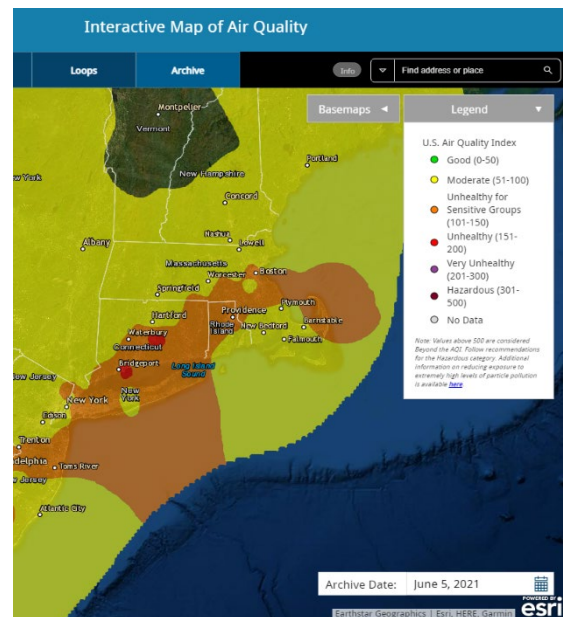 Interactive Map of Air Quality
Loops
Archive
Info
Find address or place
Basemaps
Legend
U.S. Air Quality Index
Good (0-50)
Moderate (51-100)
Unhealthy for
Sensitive Groups
(101-150)
Unhealthy (151-
200)
Very Unhealthy
(201-300)
Hazardous (301-
500)
No Data
Note: Values above 500 are considered
Beyond the AQI. Follow recommendations
for the Hazardous category. Additional
information on reducing exposure to
extremely high levels of particle pollution
is available here.
Montpelier
Vermont
Portland
New Hampshire
w York
Concord
Albany
Nashua
Lowell
Massachusetts
Worcester
Boston
Springfield
Hartford
Providence
Plymouth
Waterbury
Rhode
Island
New Bedford
Barnstable
Connecticut
Falmouth
Bridgeport
Long Island
Sound
ew Jersey
New York
New
York
Edison
Trenton
delphia
Toms River
Jersey
Atlantic City
Archive Date:
June 5, 2021
POWERED BY
esri
Earthstar Geographics | Esri, HERE, Garmin